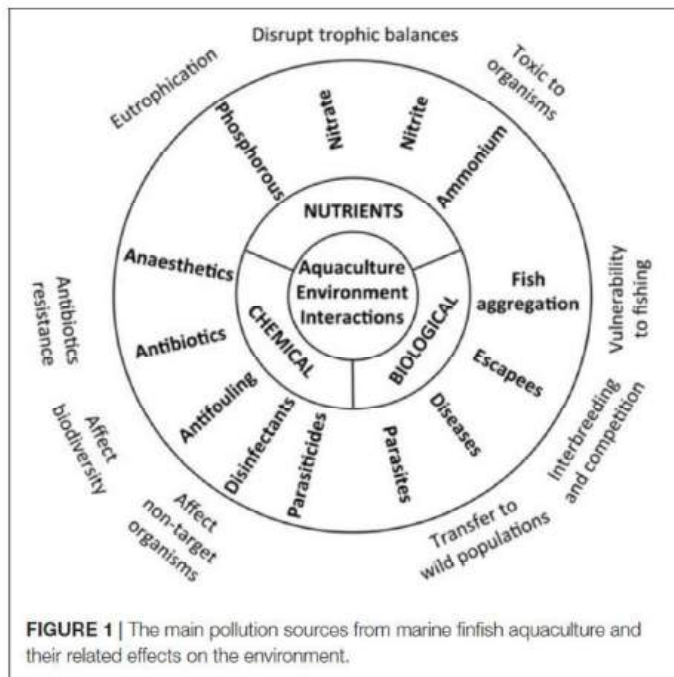 Disrupt trophic balances
Eutrophication
Toxic to
organisms
Phosphorous
Nitrate
Nitrite
Ammonium
NUTRIENTS
Aquaculture
Environment
Interactions
CHEMICAL
BIOLOGICAL
Anaesthetics
Antibiotics
Antifouling
Disinfectants
Parasiticides
Parasites
Diseases
Escapees
Fish
aggregation
Vulnerability
to fishing
Interbreeding
and competition
Transfer to
wild populations
Affect
non-target
organisms
Affect
biodiversity
Antibiotics
resistance
FIGURE 1 | The main pollution sources from marine finfish aquaculture and
their related effects on the environment.